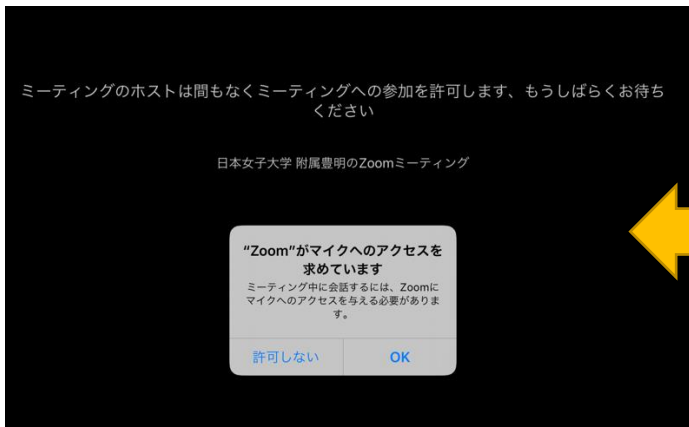 ミーティングのホストは間もなくミーティングへの参加を許可します、もうしばらくお待ち
ください
日本女子大学 附属豊明のZoomミーティング
“Zoom”がマイクへのアクセスを
求めています
ミーティング中に会話するには、Zoomに
マイクへのアクセスを与える必要がありま
す。
許可しない OK